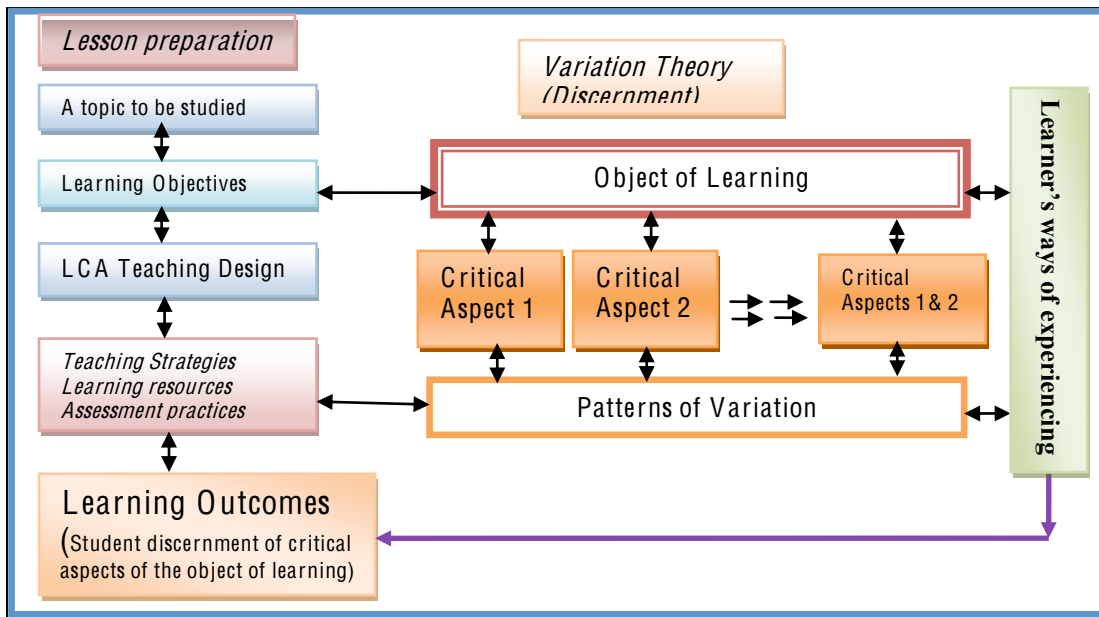 Lesson preparation
Variation Theory
(Discernment)
A topic to be studied
Learning Objectives
LCA Teaching Design
Teaching Strategies
Learning resources
Assessment practices
Learning Outcomes
(Student discernment of critical
aspects of the object of learning)
Object of Learning
Critical
Aspect 1
Critical
Aspect 2
Critical
Aspects 1 & 2
Patterns of Variation
Learner's ways of experiencing